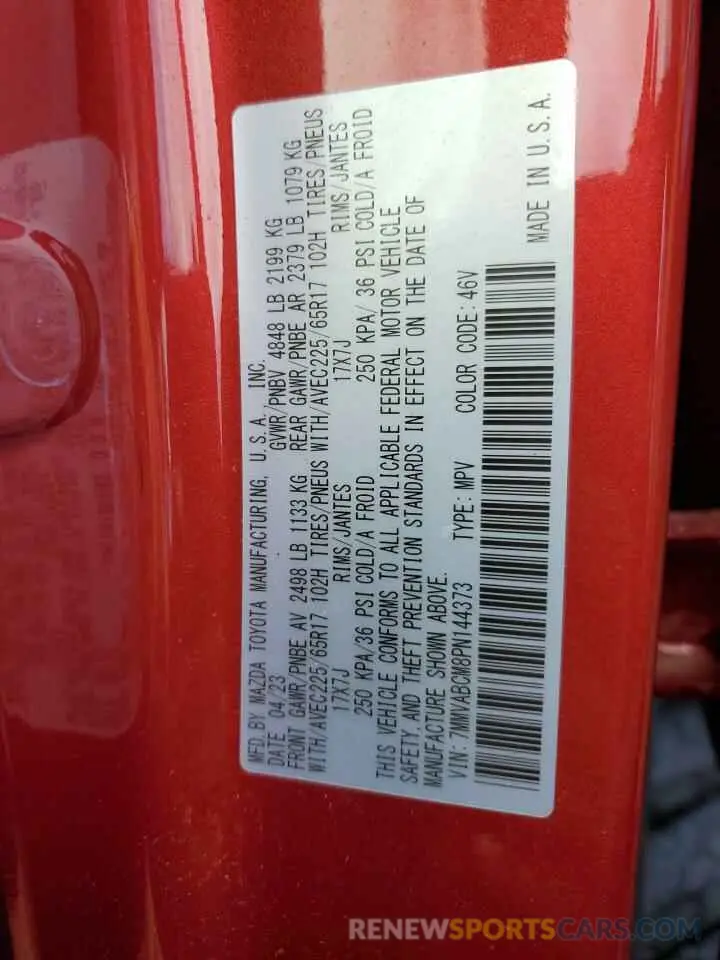 MFD. BY MAZDA TOYOTA MANUFACTURING, U.S.A., INC.
DATE 04/23 GVWR/PNBV 4848 LB 2199 KG
FRONT GAWR/PNBE AV 2498 LB 1133 KG REAR GAWR/PNBE AR 2379 LB 1079 KG
WITH/AVEC225/65R17 102H TIRES/PNEUS WITH/AVEC225/65R17 102H TIRES/PNEUS
17X7J RIMS/JANTES 17X7J RIMS/JANTES
250 KPA/36 PSI COLD/A FROID 250 KPA/ 36 PSI COLD/A FROID
THIS VEHICLE CONFORMS TO ALL APPLICABLE FEDERAL MOTOR VEHICLE
SAFETY AND THEFT PREVENTION STANDARDS IN EFFECT ON THE DATE OF
MANUFACTURE SHOWN ABOVE.
VIN: 7MMVABCM8PN144373 TYPE: MPV COLOR CODE: 46V
MADE IN U.S.A.
RENEWSPORTSCARS.COM